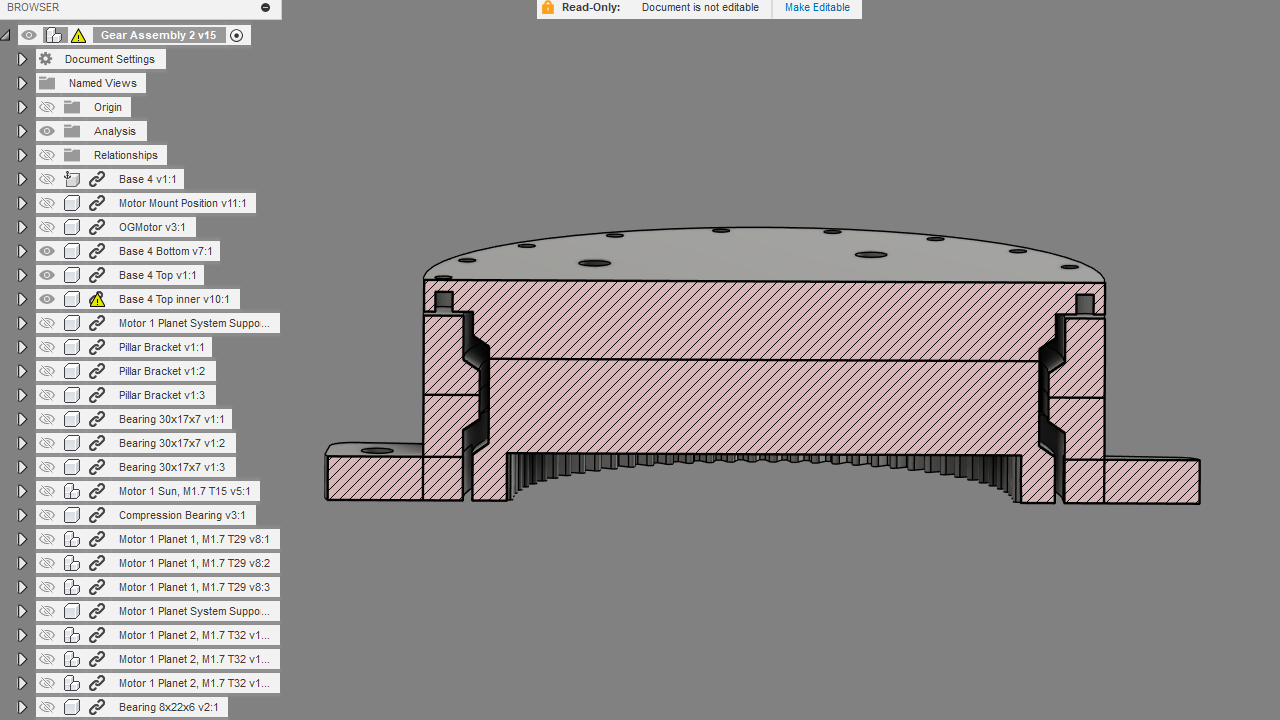 BROWSER
Read-Only: Document is not editable Make Editable
Gear Assembly 2 v15
Document Settings
Named Views
Origin
Analysis
Relationships
Base 4 v1:1
Motor Mount Position v11:1
OGMotor v3:1
Base 4 Bottom v7:1
Base 4 Top v1:1
Base 4 Top inner v10:1
Motor 1 Planet System Suppo...
Pillar Bracket v1:1
Pillar Bracket v1:2
Pillar Bracket v1:3
Bearing 30x17x7 v1:1
Bearing 30x17x7 v1:2
Bearing 30x17x7 v1:3
Motor 1 Sun, M1.7 T15 v5:1
Compression Bearing v3:1
Motor 1 Planet 1, M1.7 T29 v8:1
Motor 1 Planet 1, M1.7 T29 v8:2
Motor 1 Planet 1, M1.7 T29 v8:3
Motor 1 Planet System Suppo...
Motor 1 Planet 2, M1.7 T32 v1...
Motor 1 Planet 2, M1.7 T32 v1...
Motor 1 Planet 2, M1.7 T32 v1...
Bearing 8x22x6 v2:1